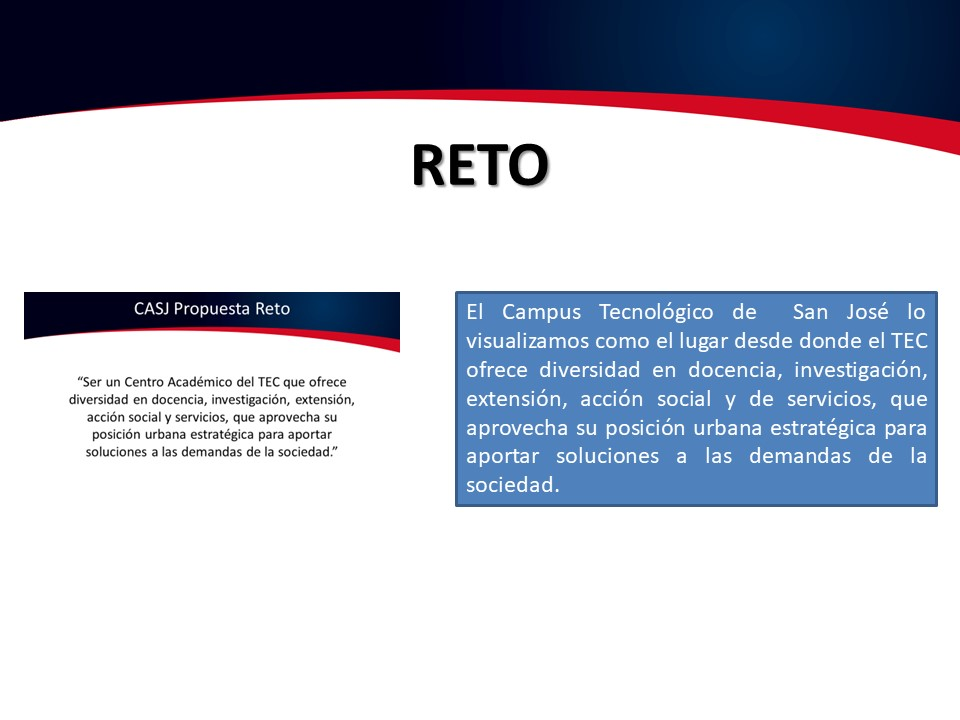 RETO
CASJ Propuesta Reto
“Ser un Centro Académico del TEC que ofrece
diversidad en docencia, investigación, extensión,
acción social y servicios, que aprovecha su
posición urbana estratégica para aportar
soluciones a las demandas de la sociedad.”
El Campus Tecnológico de San José lo
visualizamos como el lugar desde donde el TEC
ofrece diversidad en docencia, investigación,
extensión, acción social y de servicios, que
aprovecha su posición urbana estratégica para
aportar soluciones a las demandas de la
sociedad.